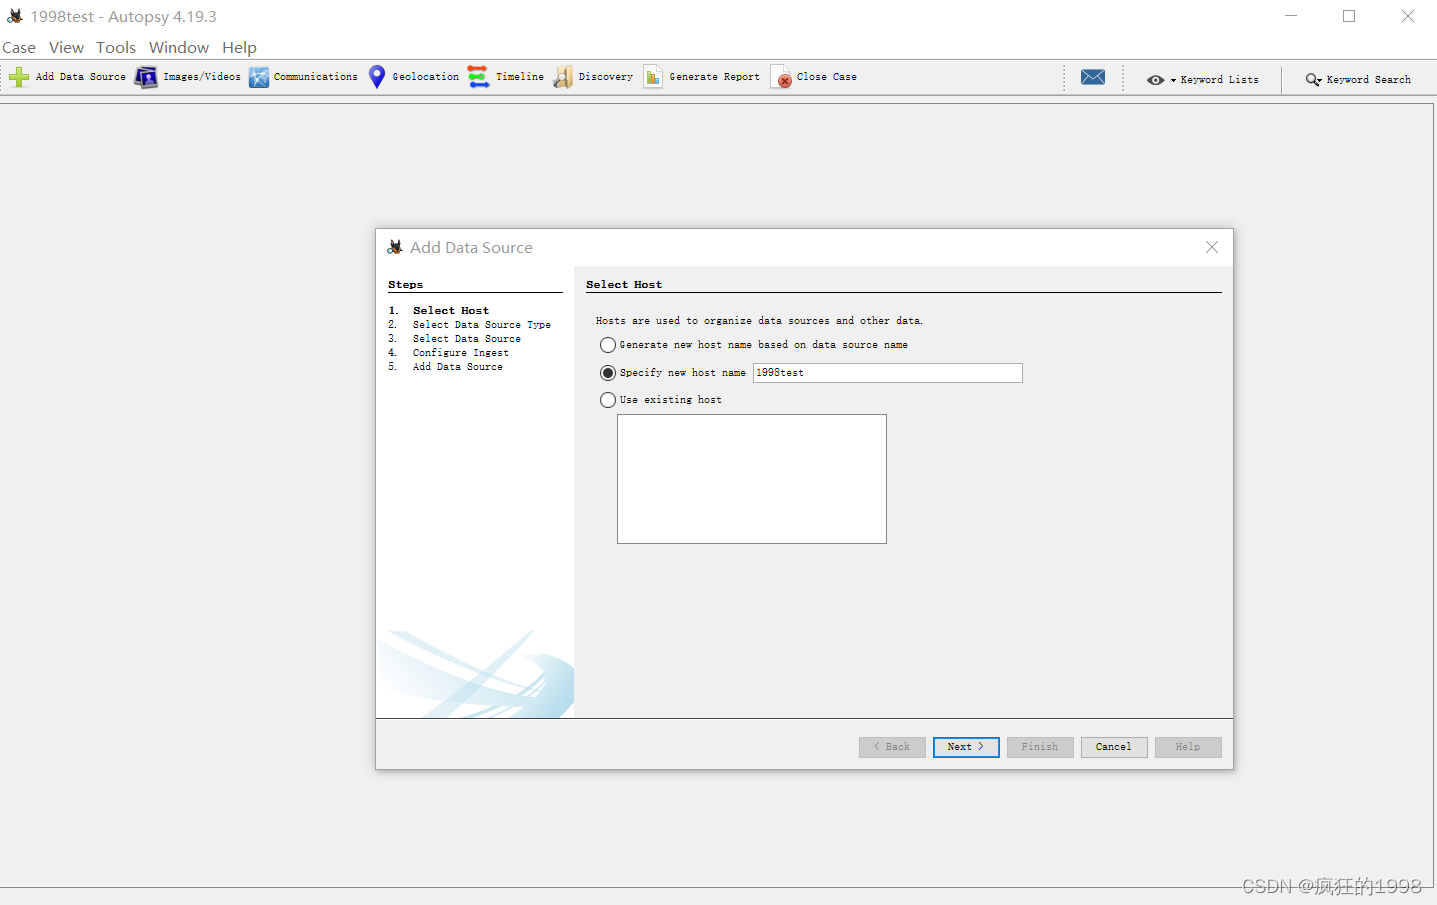 1998test - Autopsy 4.19.3
Case View Tools Window Help
Add Data Source Images/Videos Communications Geolocation Timeline Discovery Generate Report Close Case Keyword Lists Keyword Search
Add Data Source
Steps
1. Select Host
2. Select Data Source Type
3. Select Data Source
4. Configure Ingest
5. Add Data Source
Select Host
Hosts are used to organize data sources and other data.
Generate new host name based on data source name
Specify new host name 1998test
Use existing host
< Back Next > Finish Cancel Help
CSDN @疯狂的1998